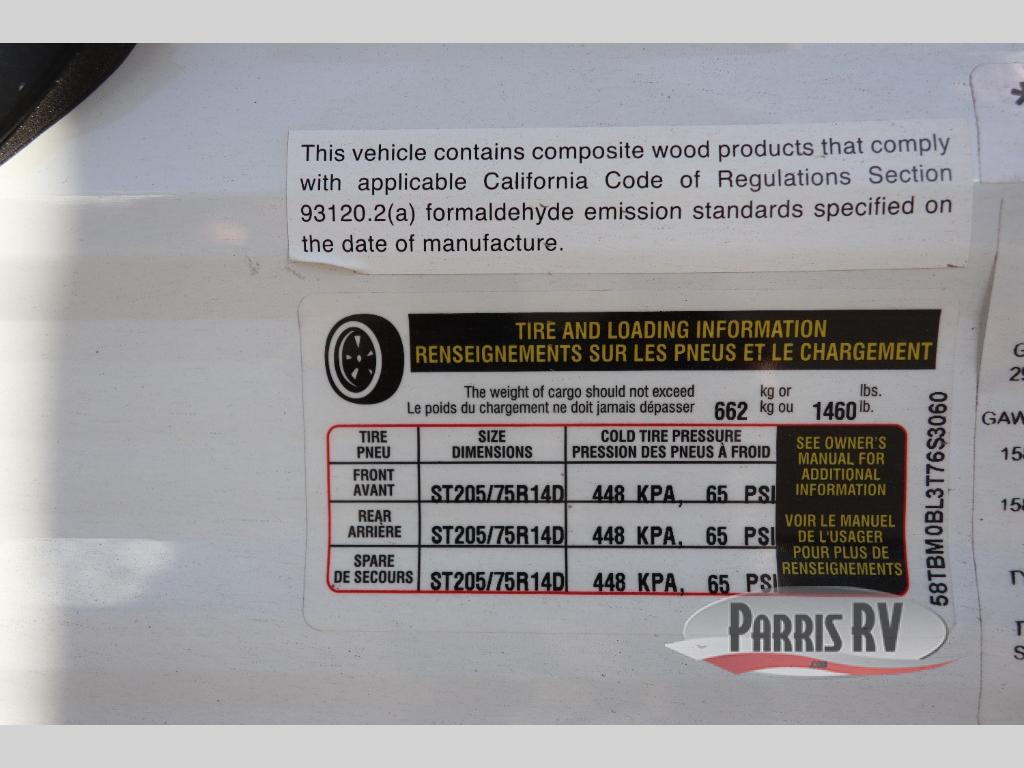 This vehicle contains composite wood products that comply
with applicable California Code of Regulations Section
93120.2(a) formaldehyde emission standards specified on
the date of manufacture.
TIRE AND LOADING INFORMATION
RENSEIGNEMENTS SUR LES PNEUS ET LE CHARGEMENT
The weight of cargo should not exceed kg or lbs.
Le poids du chargement ne doit jamais dépasser 662 kg ou 1460 lb.
TIRE SIZE COLD TIRE PRESSURE
PNEU DIMENSIONS PRESSION DES PNEUS À FROID
FRONT
AVANT ST205/75R14D 448 KPA, 65 PSI
REAR
ARRIÈRE ST205/75R14D 448 KPA, 65 PSI
SPARE
DE SECOURS ST205/75R14D 448 KPA, 65 PSI
SEE OWNER'S
MANUAL FOR
ADDITIONAL
INFORMATION
VOIR LE MANUEL
DE L'USAGER
POUR PLUS DE
RENSEIGNEMENTS
58TBM0BL3T76S3060
PARRIS RV
.com